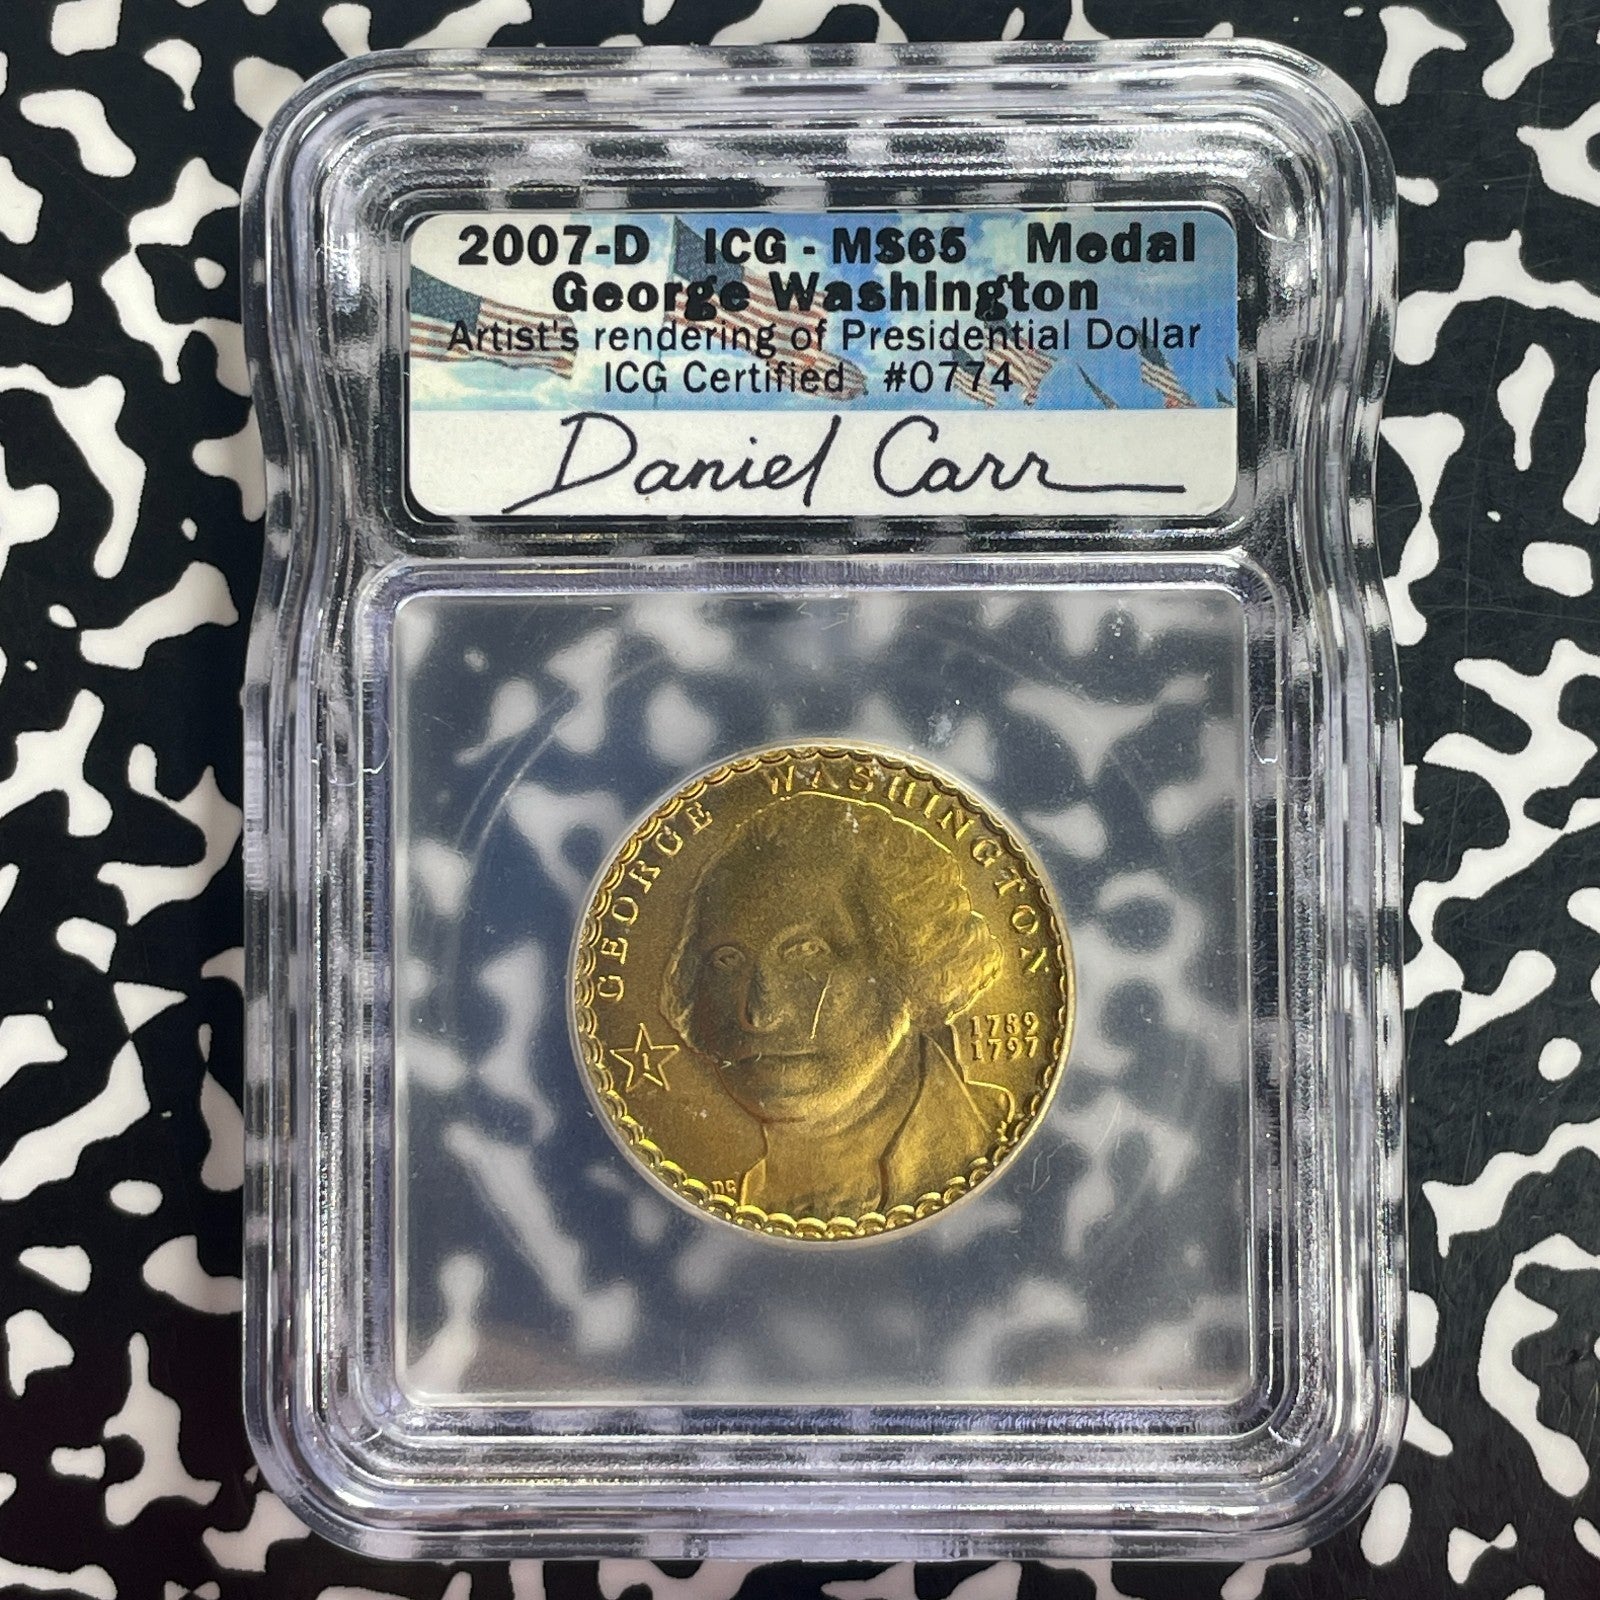 2007-D ICG - MS65 Medal
George Washington
Artist's rendering of Presidential Dollar
ICG Certified #0774
Daniel Carr
GEORGE WASHINGTON
1789
1797
1
DC